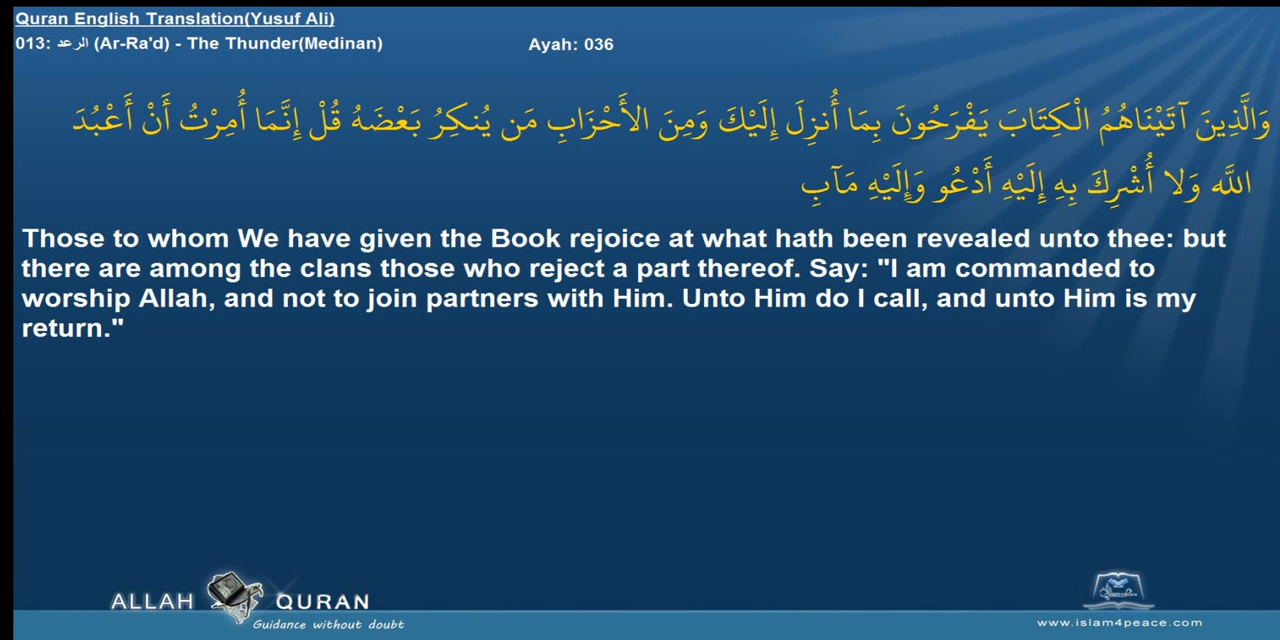 Quran English Translation(Yusuf Ali)
013: الرعد (Ar-Ra'd) - The Thunder(Medinan) Ayah: 036
وَالَّذِينَ آتَيْنَاهُمُ الْكِتَابَ يَفْرَحُونَ بِمَا أُنزِلَ إِلَيْكَ وَمِنَ الأَحْزَابِ مَن يُنكِرُ بَعْضَهُ قُلْ إِنَّمَا أُمِرْتُ أَنْ أَعْبُدَ
اللَّه وَلا أُشْرِكَ بِهِ إِلَيْهِ أَدْعُو وَإِلَيْهِ مَآبِ
Those to whom We have given the Book rejoice at what hath been revealed unto thee: but
there are among the clans those who reject a part thereof. Say: "I am commanded to
worship Allah, and not to join partners with Him. Unto Him do I call, and unto Him is my
return."
ALLAH QURAN
Guidance without doubt
www.islam4peace.com